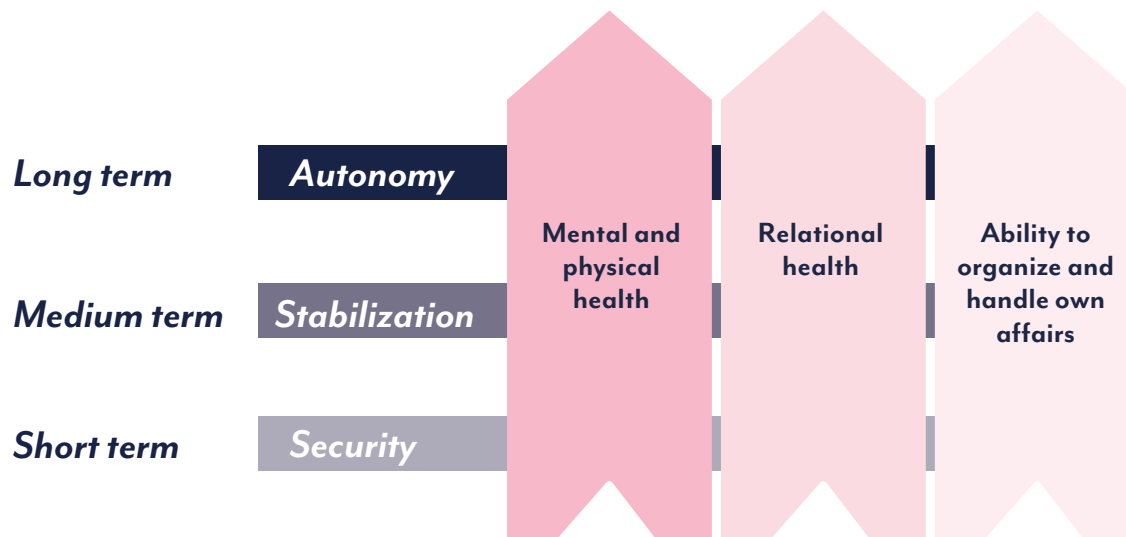 Long term
Autonomy
Medium term
Stabilization
Short term
Security
Mental and
physical
health
Relational
health
Ability to
organize and
handle own
affairs